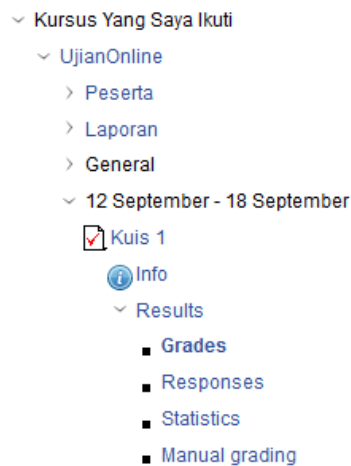 Kursus Yang Saya Ikuti
UjianOnline
Peserta
Laporan
General
12 September - 18 September
Kuis 1
Info
Results
Grades
Responses
Statistics
Manual grading